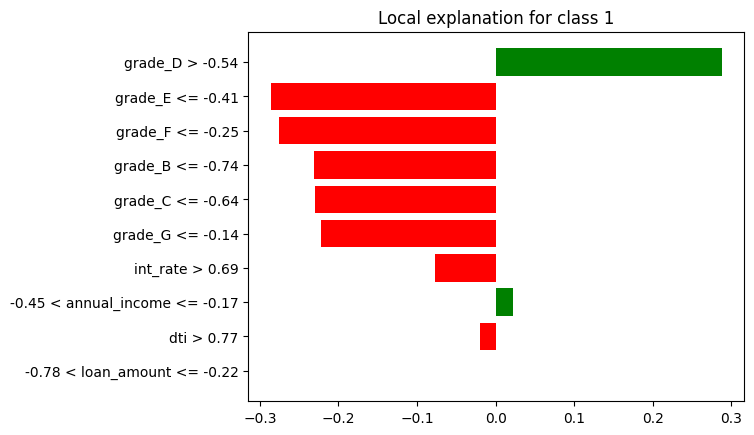 Local explanation for class 1
grade_D > -0.54
grade_E <= -0.41
grade_F <= -0.25
grade_B <= -0.74
grade_C <= -0.64
grade_G <= -0.14
int_rate > 0.69
-0.45 < annual_income <= -0.17
dti > 0.77
-0.78 < loan_amount <= -0.22
−0.3 −0.2 −0.1 0.0 0.1 0.2 0.3